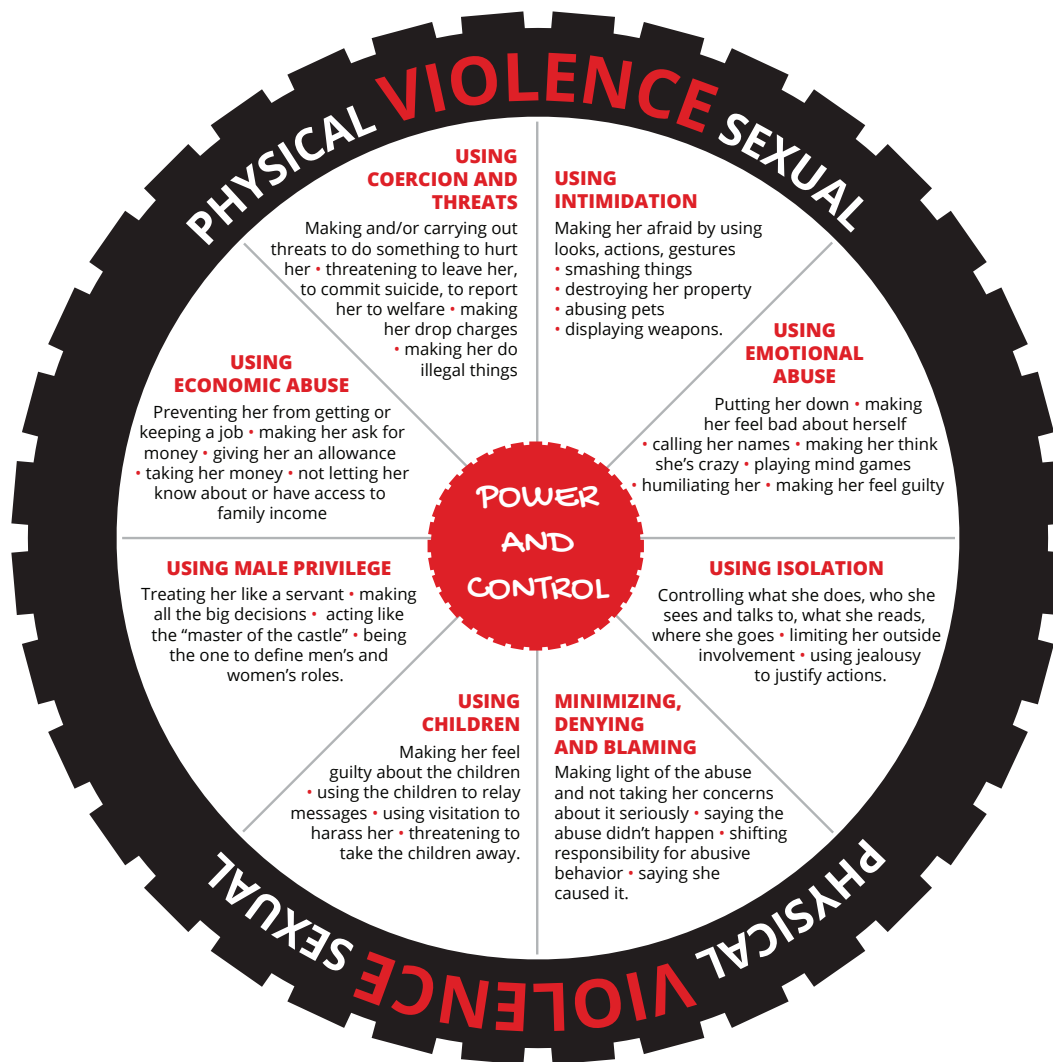 PHYSICAL VIOLENCE SEXUAL
USING
COERCION AND
THREATS
Making and/or carrying out
threats to do something to hurt
her • threatening to leave her,
to commit suicide, to report
her to welfare • making
her drop charges
• making her do
illegal things
USING
INTIMIDATION
Making her afraid by using
looks, actions, gestures
• smashing things
• destroying her property
• abusing pets
• displaying weapons.
USING
EMOTIONAL
ABUSE
Putting her down • making
her feel bad about herself
• calling her names • making her think
she’s crazy • playing mind games
• humiliating her • making her feel guilty
USING
ECONOMIC ABUSE
Preventing her from getting or
keeping a job • making her ask for
money • giving her an allowance
• taking her money • not letting her
know about or have access to
family income
POWER
AND
CONTROL
USING MALE PRIVILEGE
Treating her like a servant • making
all the big decisions • acting like
the “master of the castle” • being
the one to define men’s and
women’s roles.
USING ISOLATION
Controlling what she does, who she
sees and talks to, what she reads,
where she goes • limiting her outside
involvement • using jealousy
to justify actions.
USING
CHILDREN
Making her feel
guilty about the children
• using the children to relay
messages • using visitation to
harass her • threatening to
take the children away.
MINIMIZING,
DENYING
AND BLAMING
Making light of the abuse
and not taking her concerns
about it seriously • saying the
abuse didn’t happen • shifting
responsibility for abusive
behavior • saying she
caused it.
PHYSICAL VIOLENCE SEXUAL